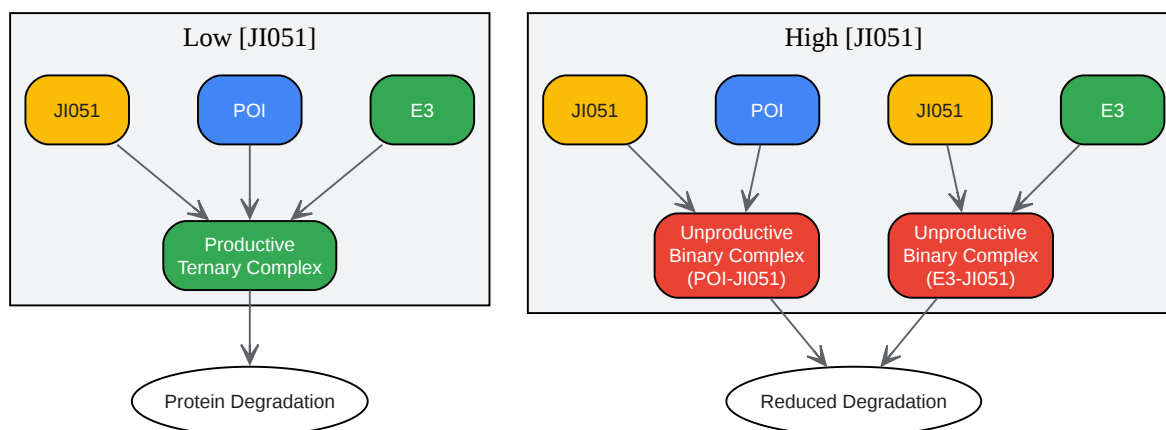 Low [JI051]
JI051
POI
E3
Productive
Ternary Complex
Protein Degradation
High [JI051]
JI051
POI
JI051
E3
Unproductive
Binary Complex
(POI-JI051)
Unproductive
Binary Complex
(E3-JI051)
Reduced Degradation